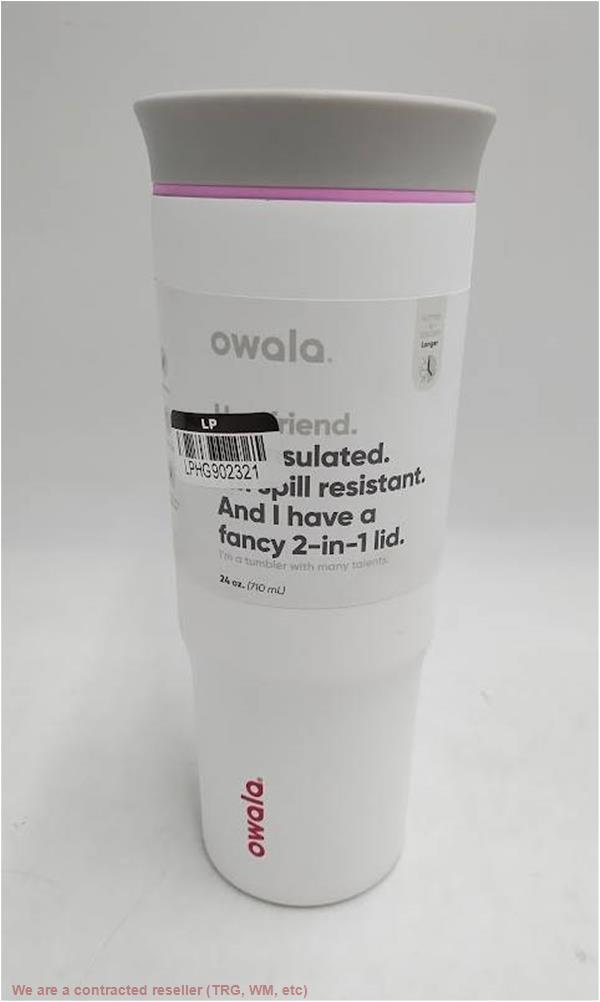 owala.
Longer
riend.
LP
LPHG902321
sulated.
spill resistant.
And I have a
fancy 2-in-1 lid.
I'm a tumbler with many talents.
24 oz. (710 mL)
owala.
We are a contracted reseller (TRG, WM, etc)